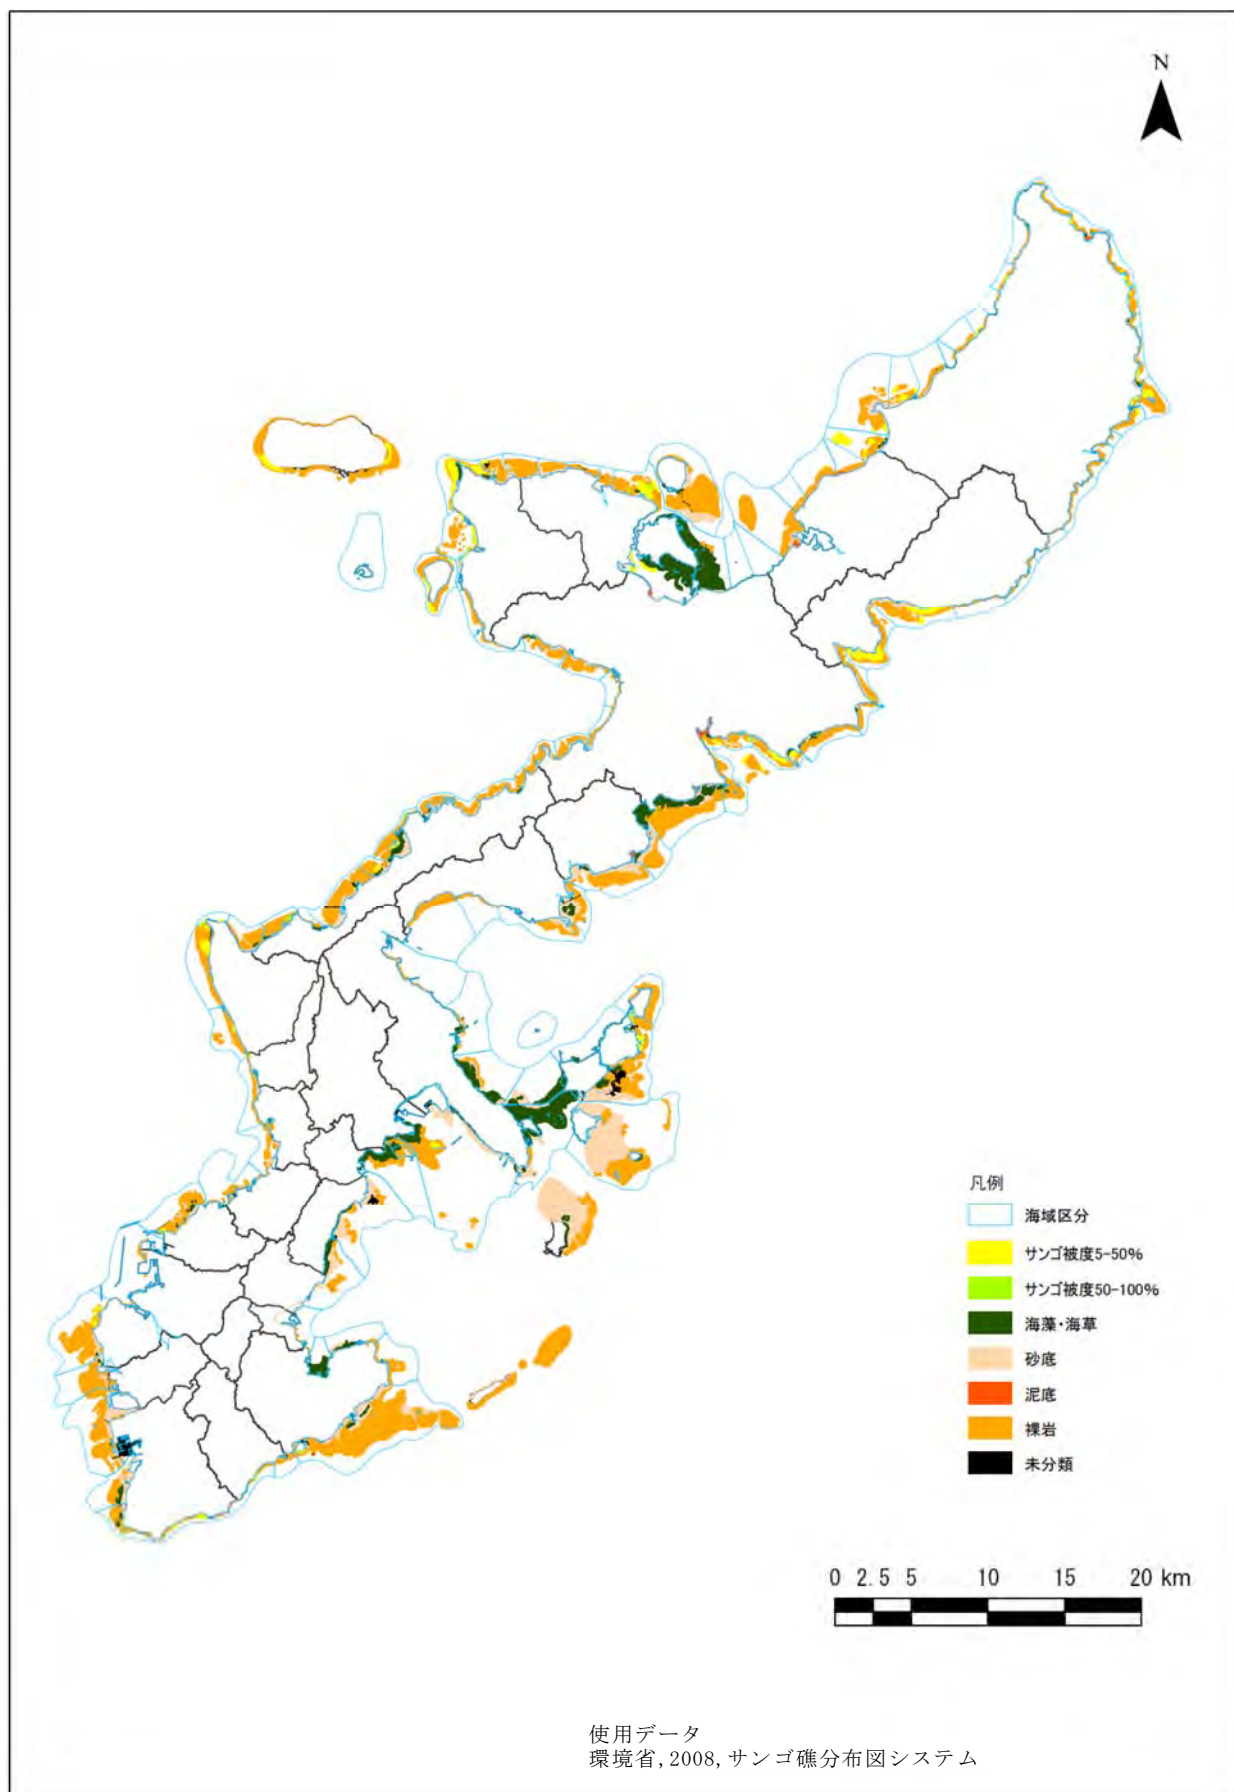 N
凡例
海域区分
サンゴ被度5-50%
サンゴ被度50-100%
海藻・海草
砂底
泥底
裸岩
未分類
0 2.5 5 10 15 20 km
使用データ
環境省,2008,サンゴ礁分布図システム